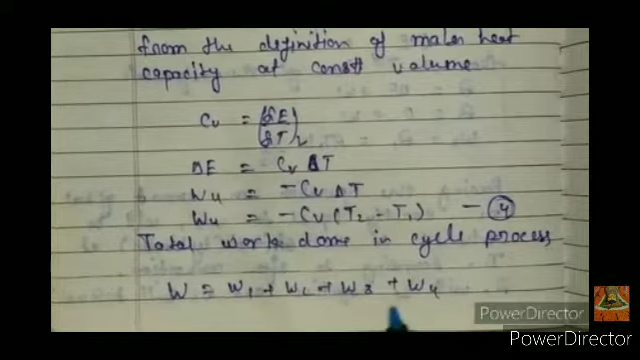 from the definition of molar heat
capacity at const volume
Cv = (δE/δT)v
ΔE = Cv ΔT
W4 = -Cv ΔT
W4 = -Cv (T2 - T1) - 4
Total work done in cycle process
W = W1 + W2 + W3 + W4
PowerDirector
PowerDirector